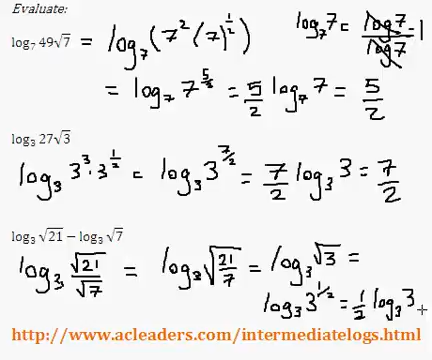 Evaluate:
log₇ 49√7 = log₇(7²(7)^½) log₇7 = log7/log7 = 1
= log₇ 7^5/2 = 5/2 log₇ 7 = 5/2
log₃ 27√3
log₃ 3³·3^½ = log₃ 3^7/2 = 7/2 log₃ 3 = 7/2
log₃ √21 – log₃ √7
log₃ √21/√7 = log₃ √21/7 = log₃ √3 =
log₃ 3^1/2 = 1/2 log₃ 3
http://www.acleaders.com/intermediatelogs.html